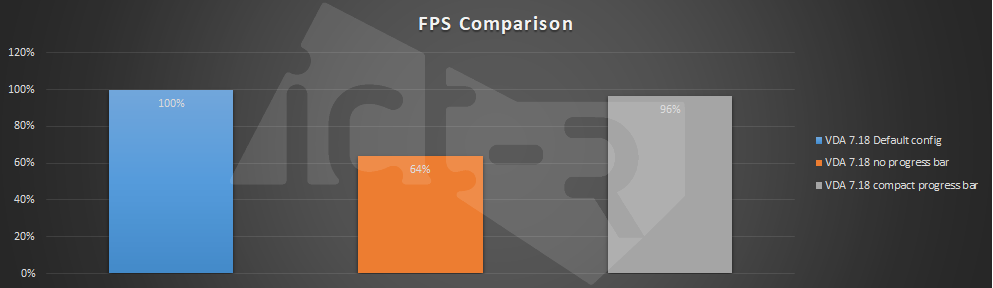 FPS Comparison
120%
100%
80%
60%
40%
20%
0%
100%
64%
96%
VDA 7.18 Default config
VDA 7.18 no progress bar
VDA 7.18 compact progress bar
ict-R